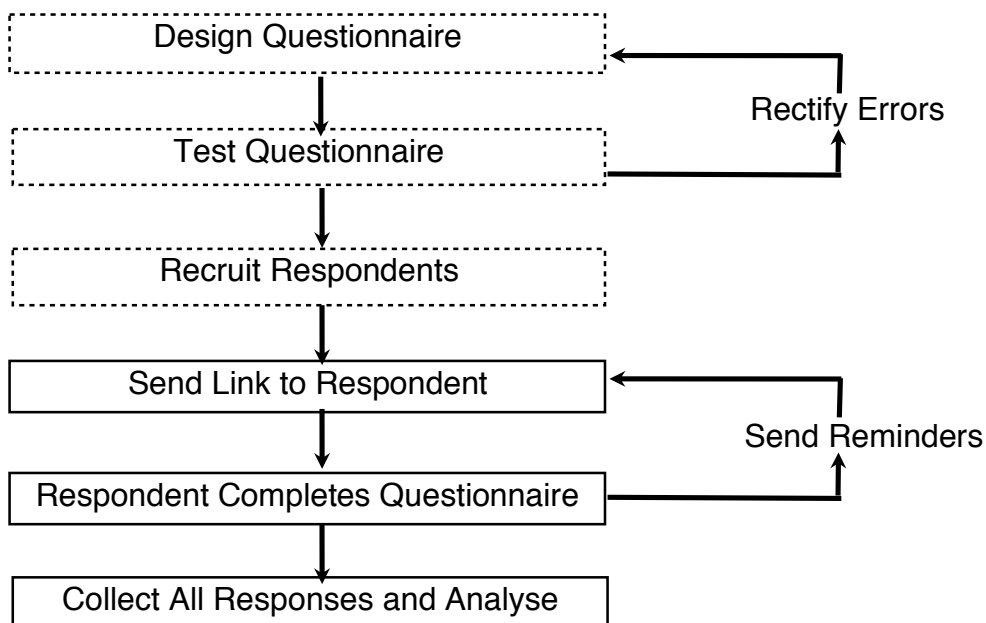 Design Questionnaire
Rectify Errors
Test Questionnaire
Recruit Respondents
Send Link to Respondent
Send Reminders
Respondent Completes Questionnaire
Collect All Responses and Analyse